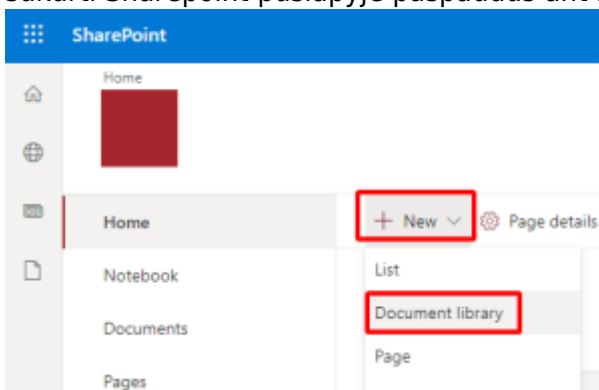 SharePoint
Home
Home
+ New
Page details
Notebook
List
Documents
Document library
Page
Pages